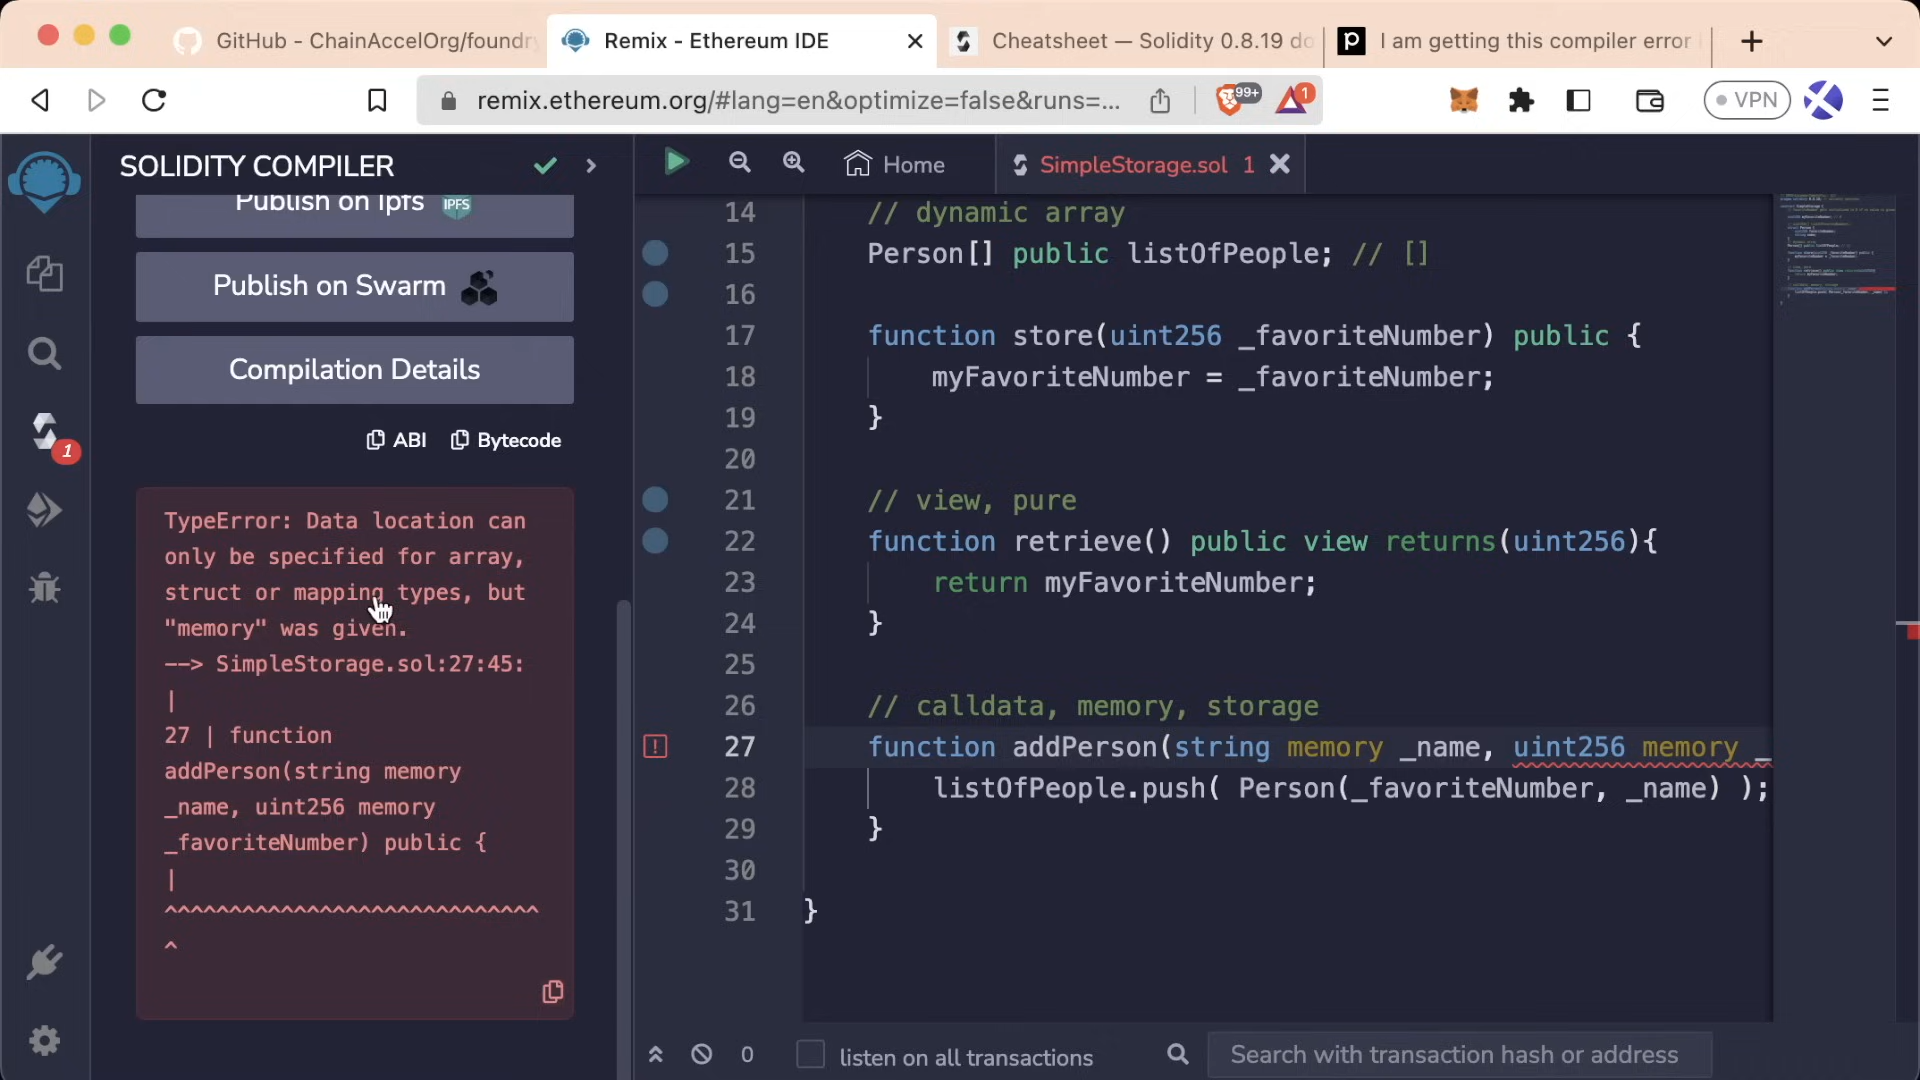 GitHub - ChainAccelOrg/foundry
Remix - Ethereum IDE
Cheatsheet — Solidity 0.8.19 do
I am getting this compiler error i
remix.ethereum.org/#lang=en&optimize=false&runs=...
99+
1
VPN
SOLIDITY COMPILER
Publish on Ipfs
IPFS
Publish on Swarm
Compilation Details
ABI
Bytecode
1
TypeError: Data location can
only be specified for array,
struct or mapping types, but
"memory" was given.
--> SimpleStorage.sol:27:45:
|
27 | function
addPerson(string memory
_name, uint256 memory
_favoriteNumber) public {
|
^^^^^^^^^^^^^^^^^^^^^^^^^^^^^
^
Home
SimpleStorage.sol 1
14 // dynamic array
15 Person[] public listOfPeople; // []
16
17 function store(uint256 _favoriteNumber) public {
18 myFavoriteNumber = _favoriteNumber;
19 }
20
21 // view, pure
22 function retrieve() public view returns(uint256){
23 return myFavoriteNumber;
24 }
25
26 // calldata, memory, storage
27 function addPerson(string memory _name, uint256 memory _
28 listOfPeople.push( Person(_favoriteNumber, _name) );
29 }
30
31 }
0
listen on all transactions
Search with transaction hash or address